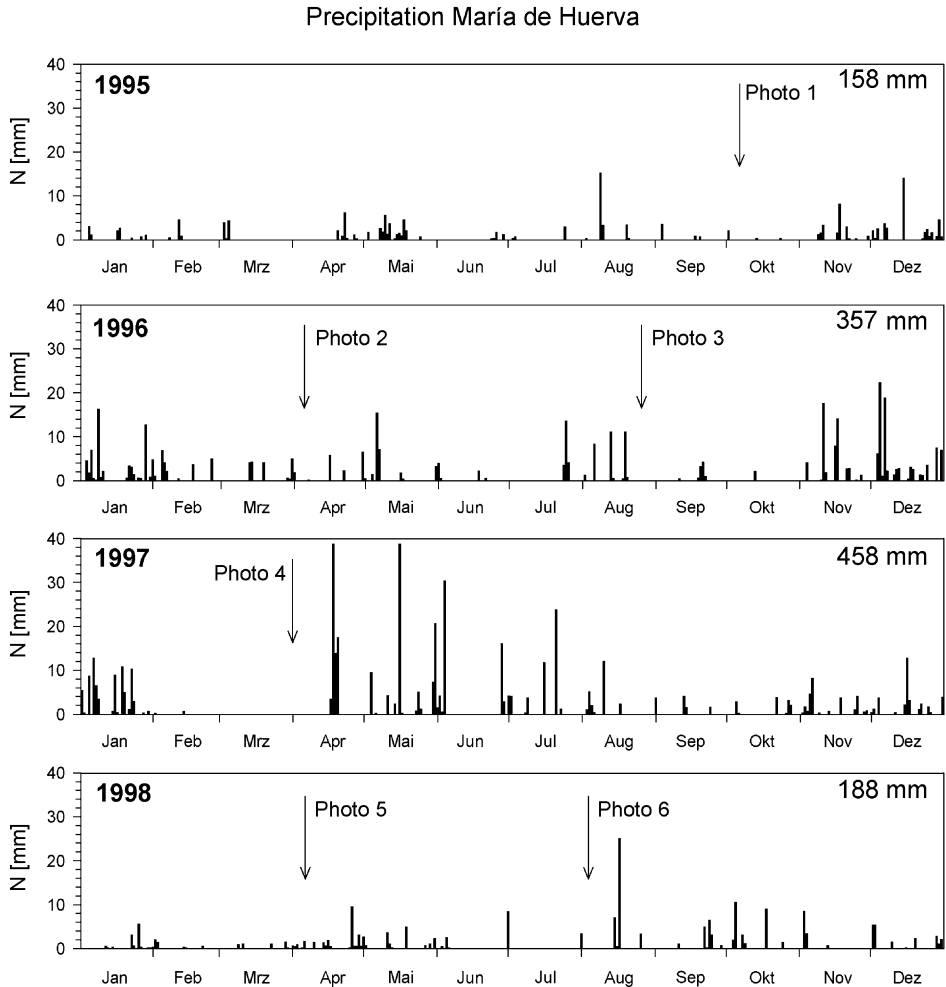 Precipitation María de Huerva
40
1995
158 mm
Photo 1
30
N [mm]
20
10
0
Jan Feb Mrz Apr Mai Jun Jul Aug Sep Okt Nov Dez
40
1996
357 mm
Photo 2
Photo 3
30
N [mm]
20
10
0
Jan Feb Mrz Apr Mai Jun Jul Aug Sep Okt Nov Dez
40
1997
458 mm
Photo 4
30
N [mm]
20
10
0
Jan Feb Mrz Apr Mai Jun Jul Aug Sep Okt Nov Dez
40
1998
188 mm
Photo 5
Photo 6
30
N [mm]
20
10
0
Jan Feb Mrz Apr Mai Jun Jul Aug Sep Okt Nov Dez